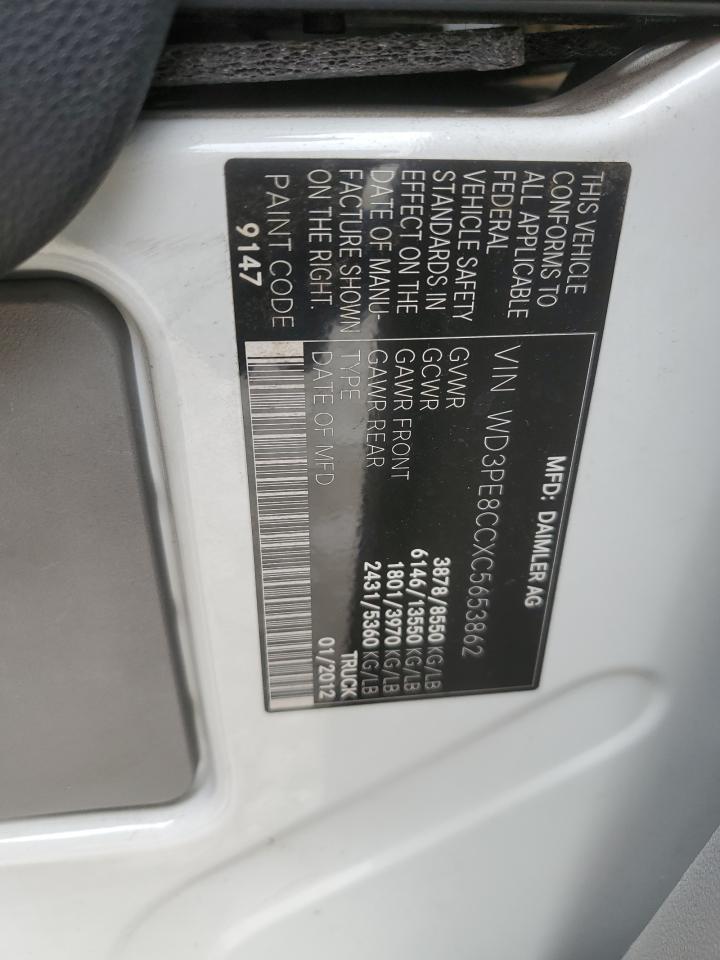 MFD: DAIMLER AG
VIN WD3PE8CCXC5653862
THIS VEHICLE
CONFORMS TO
ALL APPLICABLE
FEDERAL
VEHICLE SAFETY
STANDARDS IN
EFFECT ON THE
DATE OF MANU-
FACTURE SHOWN
ON THE RIGHT.
GVWR 3878/8550 KG/LB
GCWR 6146/13550 KG/LB
GAWR FRONT 1801/3970 KG/LB
GAWR REAR 2431/5360 KG/LB
TYPE TRUCK
DATE OF MFD 01/2012
PAINT CODE
9147